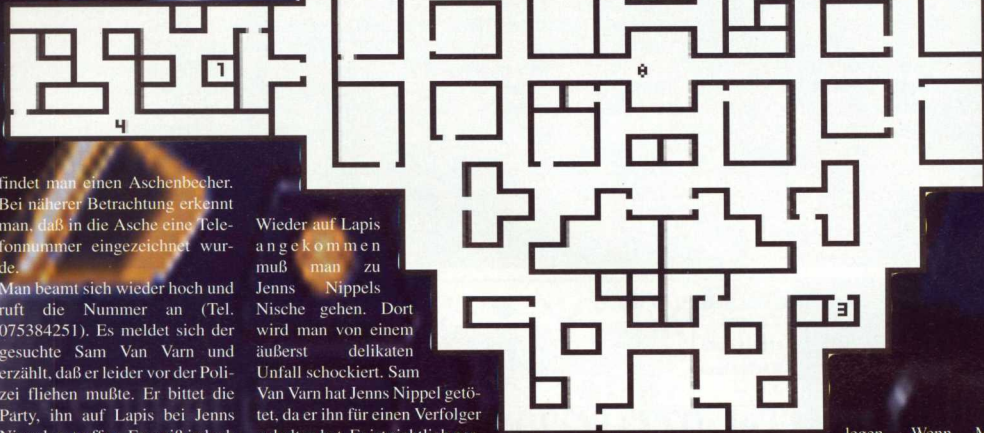 1
4
0
3
findet man einen Aschenbecher.
Bei näherer Betrachtung erkennt
man, daß in die Asche eine Tele-
fonnummer eingezeichnet wur-
de.
Man beamt sich wieder hoch und
ruft die Nummer an (Tel.
075384251). Es meldet sich der
gesuchte Sam Van Varn und
erzählt, daß er leider vor der Poli-
zei fliehen mußte. Er bittet die
Party, ihn auf Lapis bei Jenns
Wieder auf Lapis
angekommen
muß man zu
Jenns Nippels
Nische gehen. Dort
wird man von einem
äußerst delikaten
Unfall schockiert. Sam
Van Varn hat Jenns Nippel getö-
tet, da er ihn für einen Verfolger
legen. Wenn